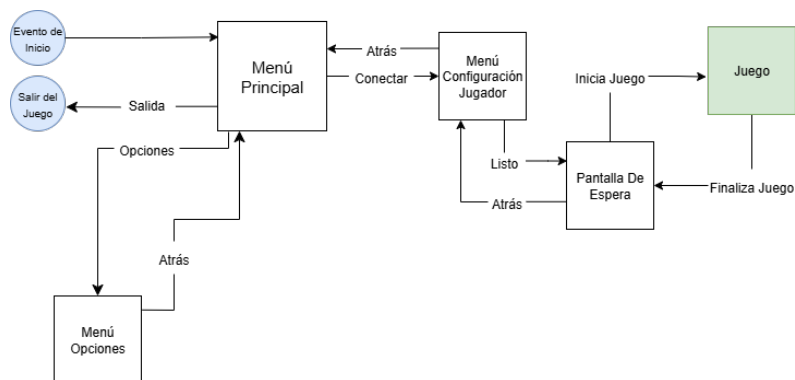 Evento de
Inicio
Salir del
Juego
Menú
Principal
Salida
Opciones
Atrás
Conectar
Menú
Configuración
Jugador
Inicia Juego
Juego
Listo
Atrás
Pantalla De
Espera
Finaliza Juego
Atrás
Menú
Opciones